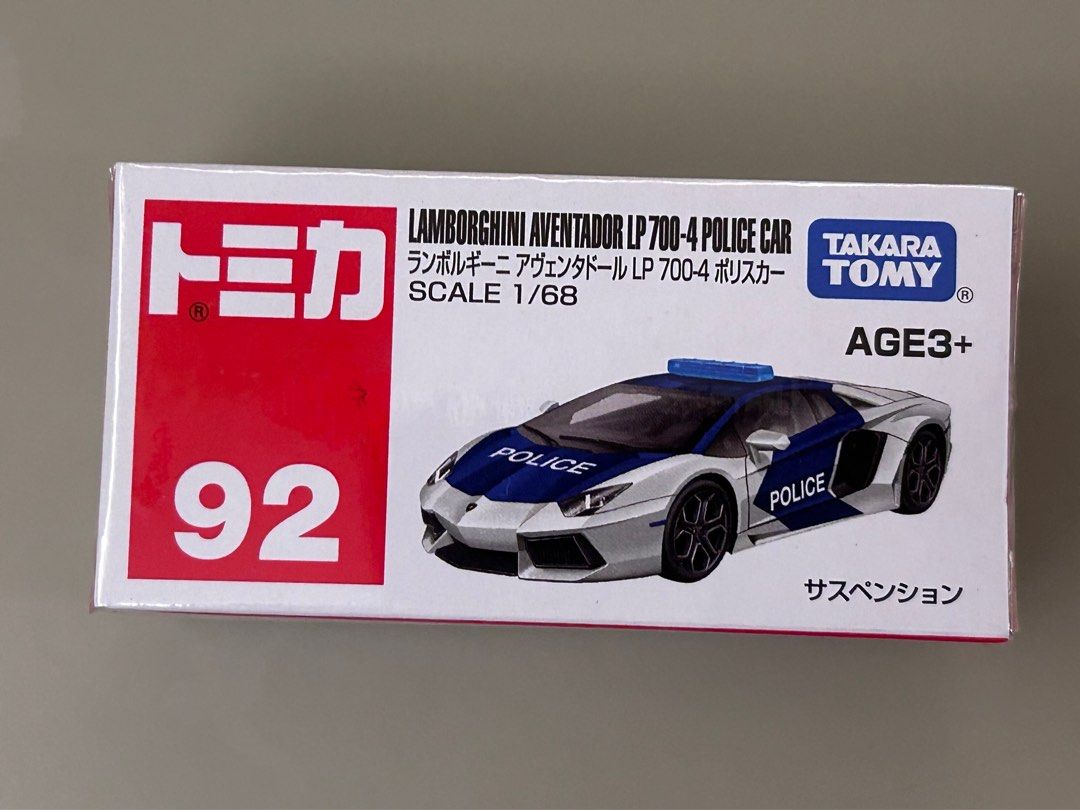 トミカ®
92
LAMBORGHINI AVENTADOR LP 700-4 POLICE CAR
ランボルギーニ アヴェンタドール LP 700-4 ポリスカー
SCALE 1/68
TAKARA
TOMY®
AGE3+
POLICE
POLICE
サスペンション